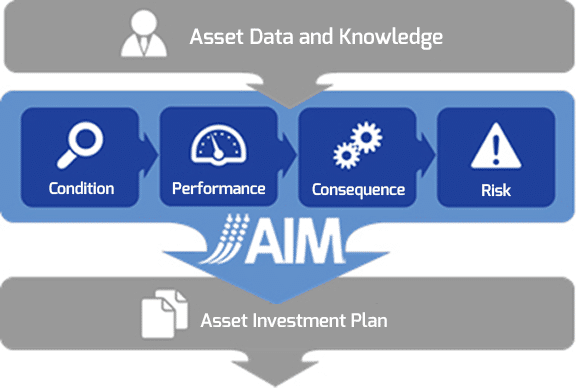 Asset Data and Knowledge
Condition
Performance
Consequence
Risk
AIM
Asset Investment Plan